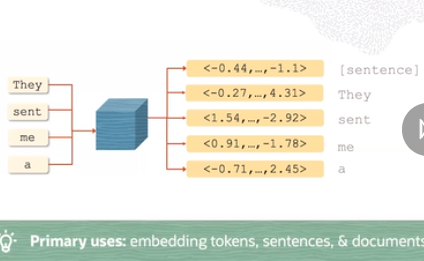 They
sent
me
a
<-0.44,…,-1.1> [sentence]
<-0.27,…,4.31> They
<1.54,…,-2.92> sent
<0.91,…,-1.78> me
<-0.71,…,2.45> a
Primary uses: embedding tokens, sentences, & documents